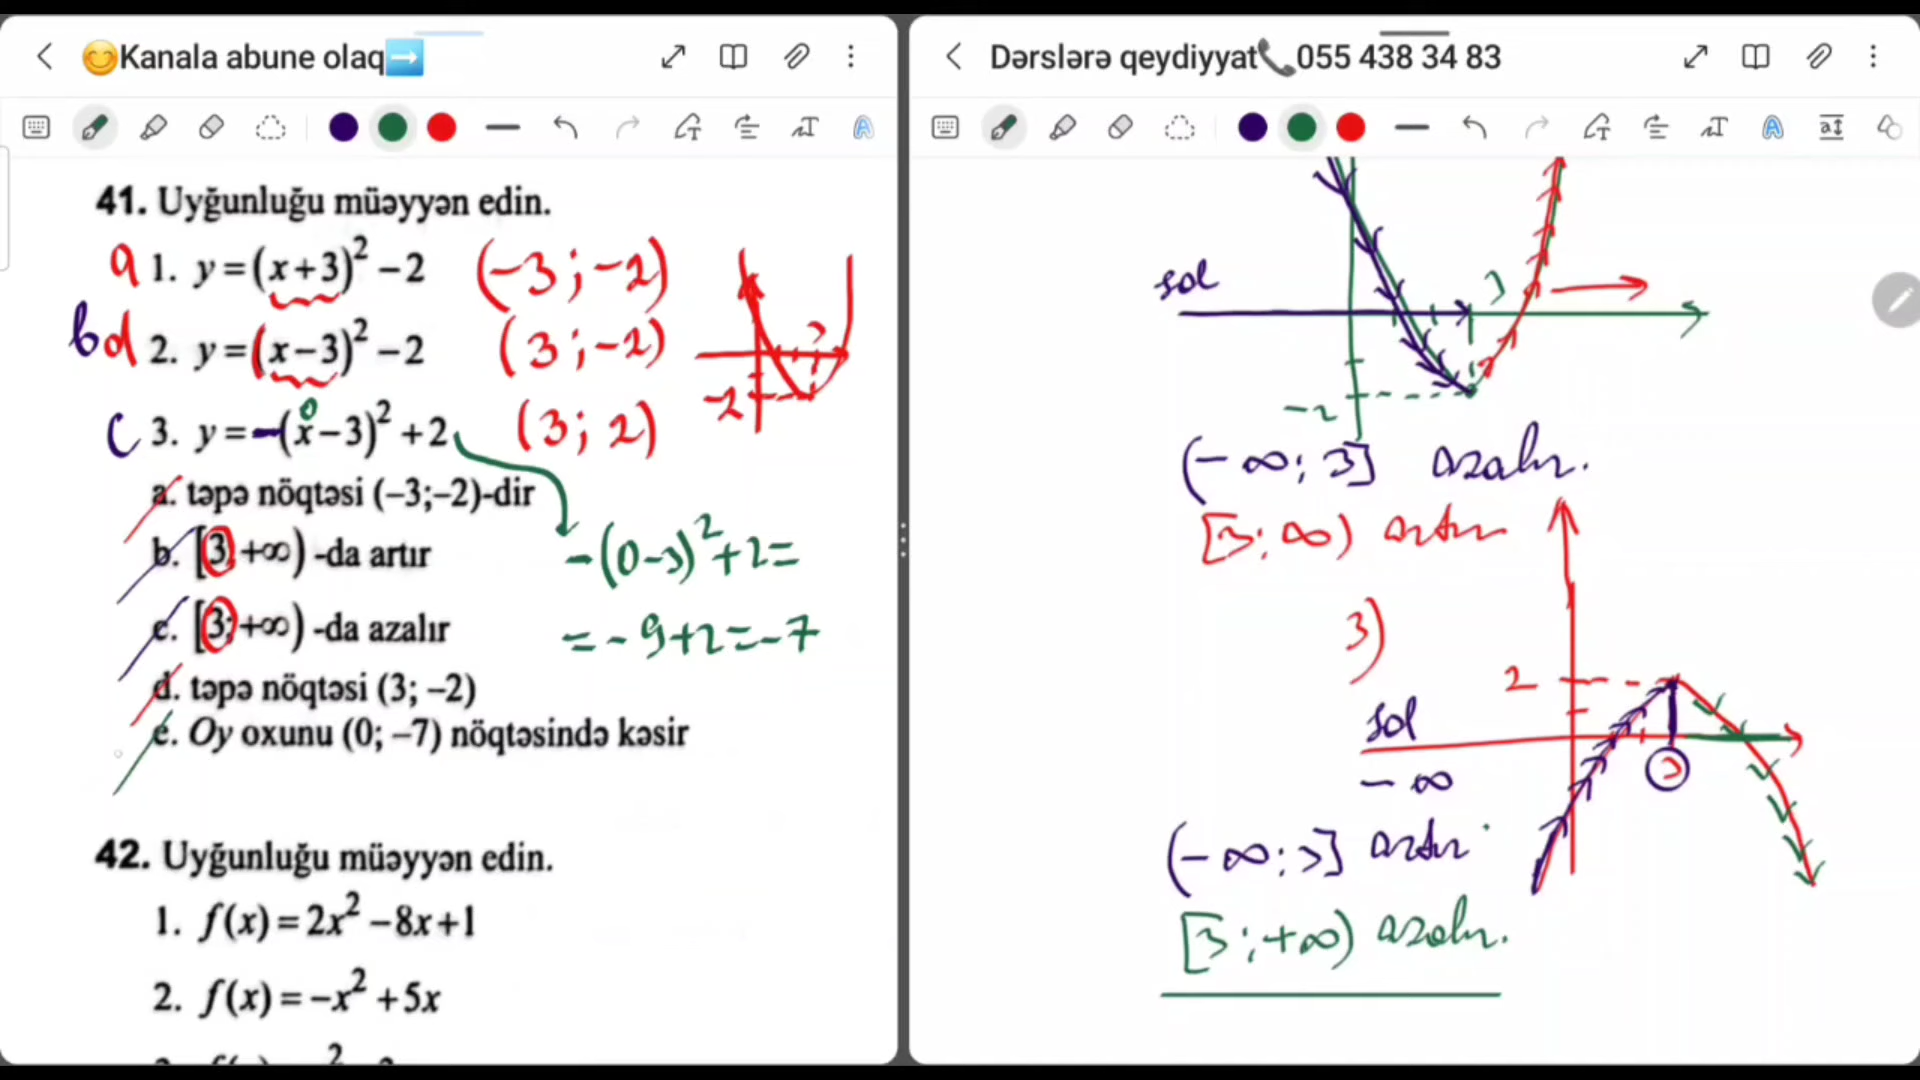 😊Kanala abune olaq➡️
41. Uyğunluğu müəyyən edin.
a 1. y = (x+3)² − 2 (−3; −2)
bd 2. y = (x−3)² − 2 (3; −2)
−2
0
c 3. y = −(x−3)² + 2 (3; 2)
a. təpə nöqtəsi (−3;−2)-dir
b. [3; +∞) -da artır
−(0−3)² + 2 =
c. [3; +∞) -da azalır
= −9+2 = −7
d. təpə nöqtəsi (3; −2)
e. Oy oxunu (0; −7) nöqtəsində kəsir
42. Uyğunluğu müəyyən edin.
1. f(x) = 2x² − 8x + 1
2. f(x) = −x² + 5x
Dərslərə qeydiyyat📞055 438 34 83
sol 3
−2
(−∞; 3] azalır.
[3; ∞) artır
3)
2
sol
3
−∞
(−∞; 3] artır
[3; +∞) azalır.